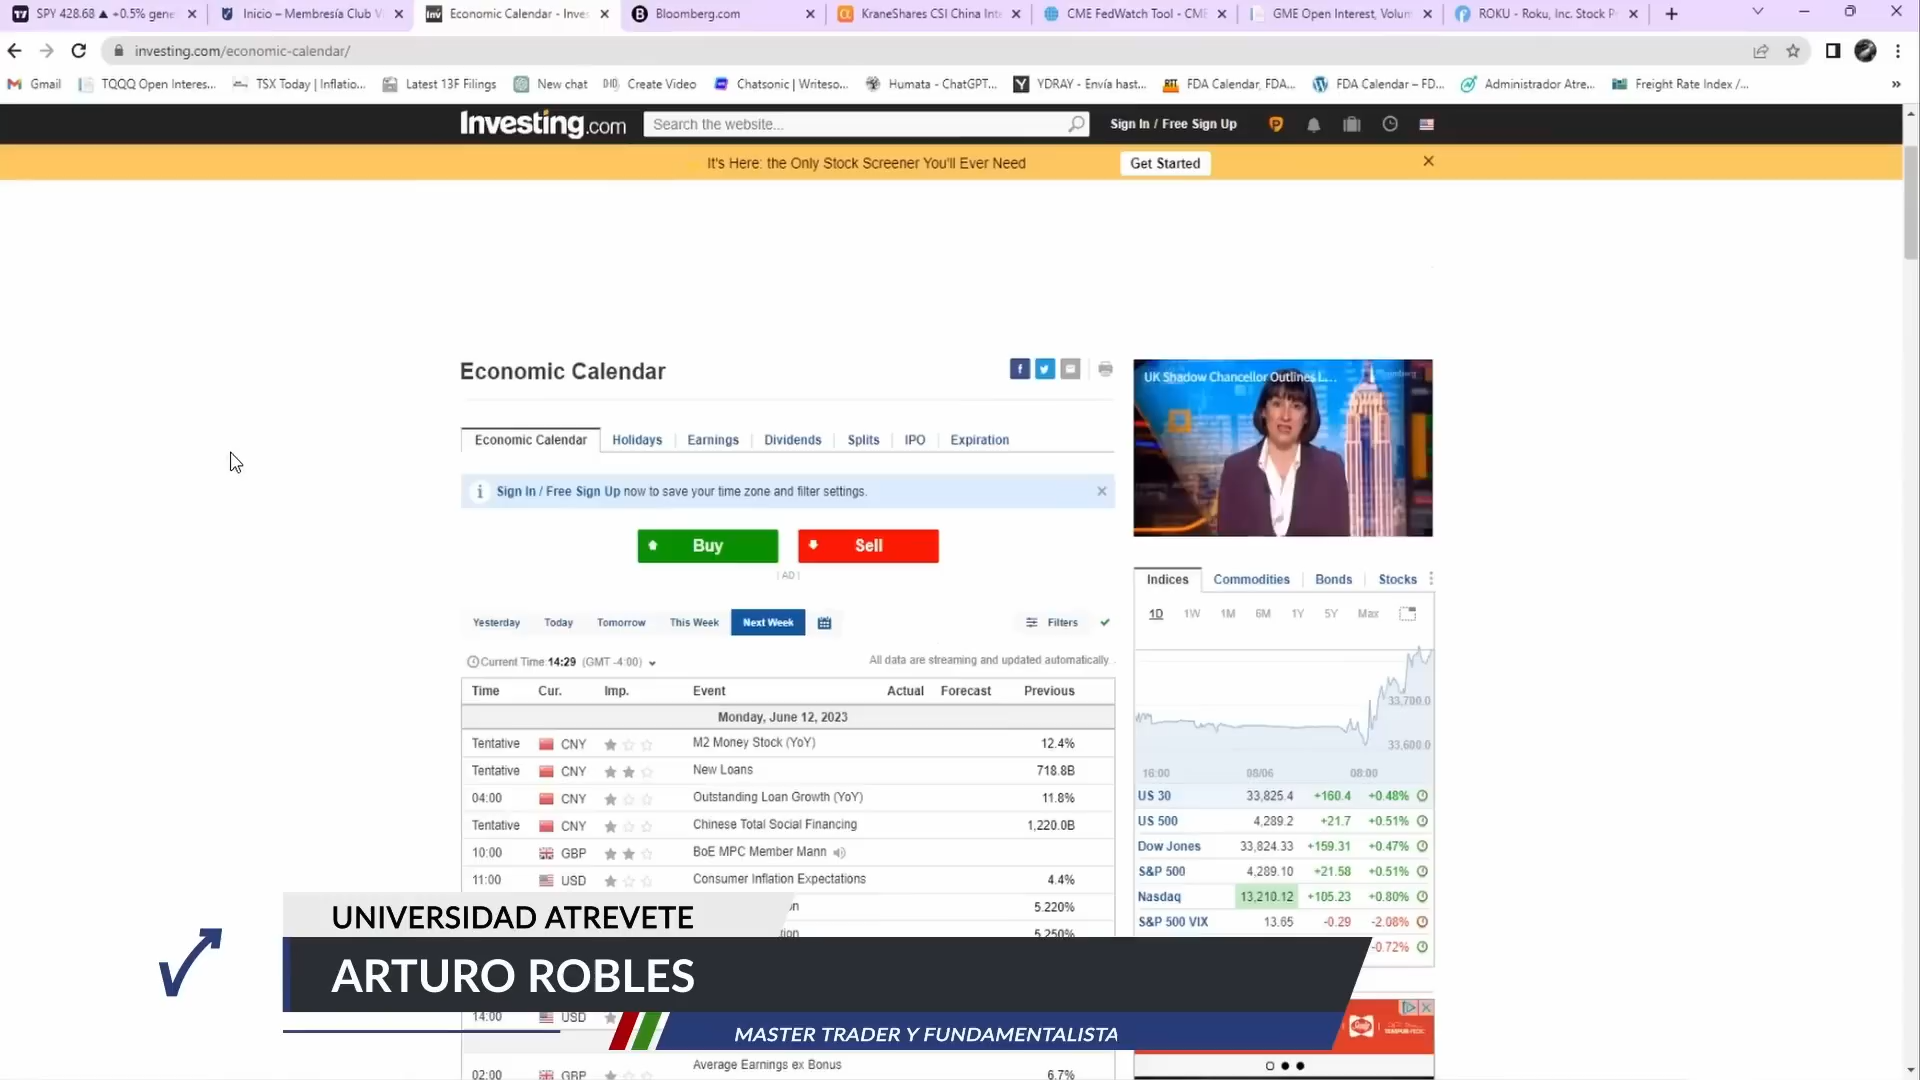 SPY 428.68 ▲ +0.5% gene
Inicio – Membresía Club V
Economic Calendar - Inves
Bloomberg.com
KraneShares CSI China Inte
CME FedWatch Tool - CME
GME Open Interest, Volum
ROKU - Roku, Inc. Stock P
investing.com/economic-calendar/
Gmail
TQQQ Open Interes...
TSX Today | Inflatio...
Latest 13F Filings
New chat
Create Video
Chatsonic | Writeso...
Humata - ChatGPT...
YDRAY - Envía hast...
FDA Calendar, FDA...
FDA Calendar – FD...
Administrador Atre...
Freight Rate Index /...
Investing.com
Search the website...
Sign In / Free Sign Up
It's Here: the Only Stock Screener You'll Ever Need
Get Started
Economic Calendar
UK Shadow Chancellor Outlines L...
Economic Calendar Holidays Earnings Dividends Splits IPO Expiration
Sign In / Free Sign Up now to save your time zone and filter settings.
Buy
Sell
| AD |
Indices Commodities Bonds Stocks
1D 1W 1M 6M 1Y 5Y Max
Yesterday Today Tomorrow This Week Next Week
Filters
Current Time: 14:29 (GMT -4:00)
All data are streaming and updated automatically.
Time Cur. Imp. Event Actual Forecast Previous
Monday, June 12, 2023
Tentative CNY M2 Money Stock (YoY) 12.4%
Tentative CNY New Loans 718.8B
04:00 CNY Outstanding Loan Growth (YoY) 11.8%
Tentative CNY Chinese Total Social Financing 1,220.0B
10:00 GBP BoE MPC Member Mann
11:00 USD Consumer Inflation Expectations 4.4%
on 5.220%
tion 5.250%
14:00 USD
Average Earnings ex Bonus
02:00 GBP 6.7%
33,700.0
33,600.0
16:00 08/06 08:00
US 30 33,825.4 +160.4 +0.48%
US 500 4,289.2 +21.7 +0.51%
Dow Jones 33,824.33 +159.31 +0.47%
S&P 500 4,289.10 +21.58 +0.51%
Nasdaq 13,210.12 +105.23 +0.80%
S&P 500 VIX 13.65 -0.29 -2.08%
-0.72%
UNIVERSIDAD ATREVETE
ARTURO ROBLES
MASTER TRADER Y FUNDAMENTALISTA
Sealy